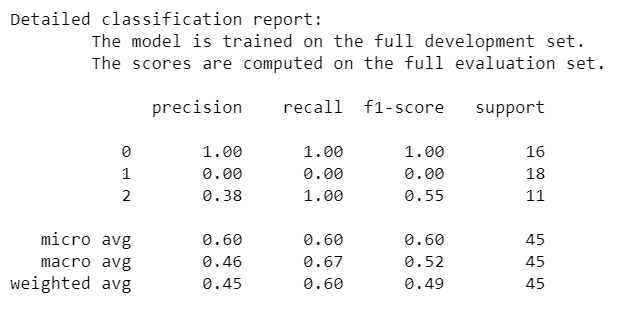 Detailed classification report:
The model is trained on the full development set.
The scores are computed on the full evaluation set.
precision recall f1-score support
0 1.00 1.00 1.00 16
1 0.00 0.00 0.00 18
2 0.38 1.00 0.55 11
micro avg 0.60 0.60 0.60 45
macro avg 0.46 0.67 0.52 45
weighted avg 0.45 0.60 0.49 45